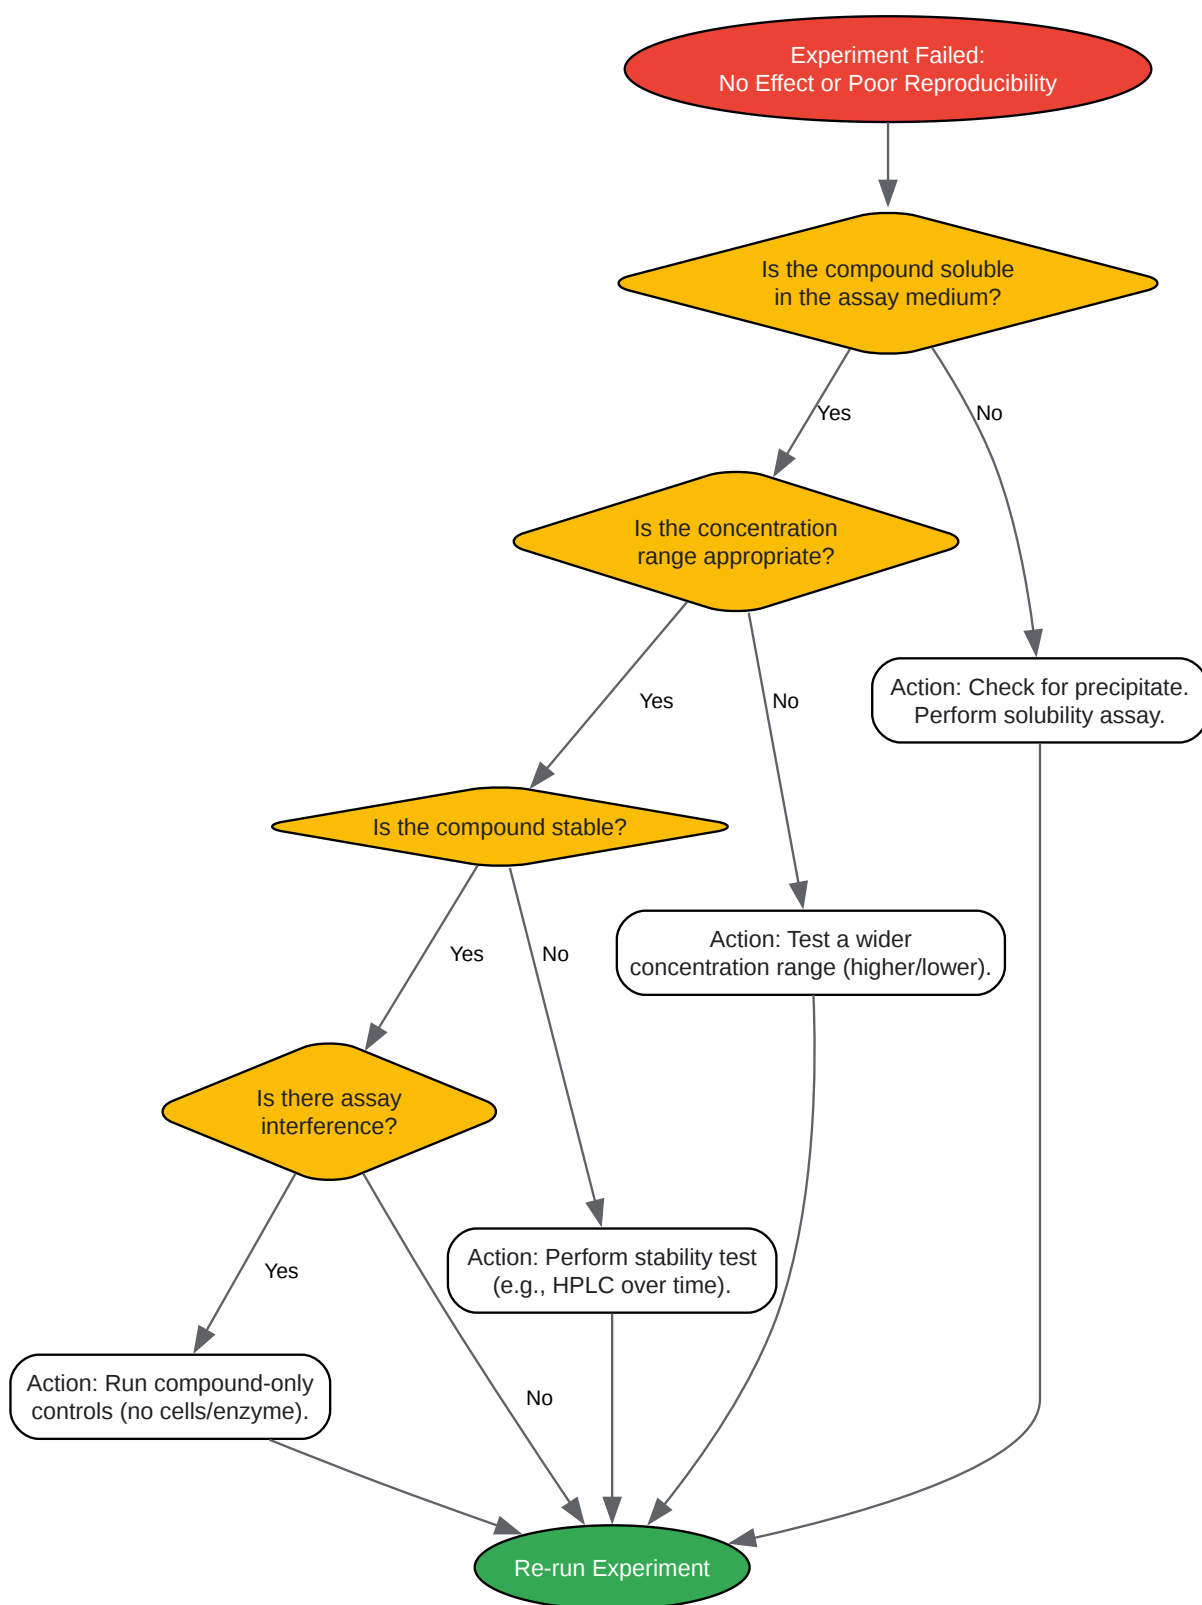 Experiment Failed:
No Effect or Poor Reproducibility
Is the compound soluble
in the assay medium?
Yes
No
Is the concentration
range appropriate?
Yes
No
Action: Check for precipitate.
Perform solubility assay.
Is the compound stable?
Yes
No
Action: Test a wider
concentration range (higher/lower).
Is there assay
interference?
Yes
No
Action: Perform stability test
(e.g., HPLC over time).
Action: Run compound-only
controls (no cells/enzyme).
Re-run Experiment